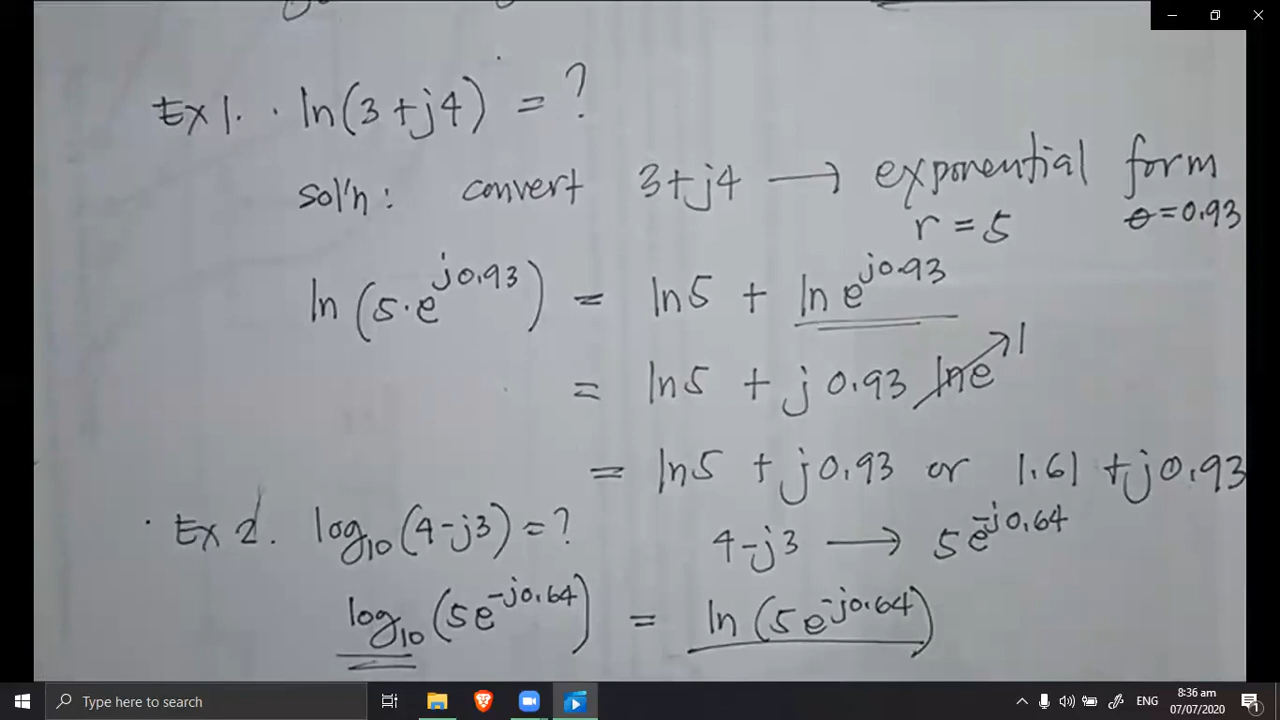 Ex 1. ln(3+j4) = ?
sol'n: convert 3+j4 → exponential form
r = 5 θ = 0.93
ln(5·e^j0.93) = ln5 + ln e^j0.93
= ln5 + j0.93 lne 1
= ln5 + j0.93 or 1.61 + j0.93
Ex 2. log10(4-j3) = ? 4-j3 → 5e^-j0.64
log10(5e^-j0.64) = ln(5e^-j0.64)
Type here to search
ENG
8:36 am
07/07/2020
1